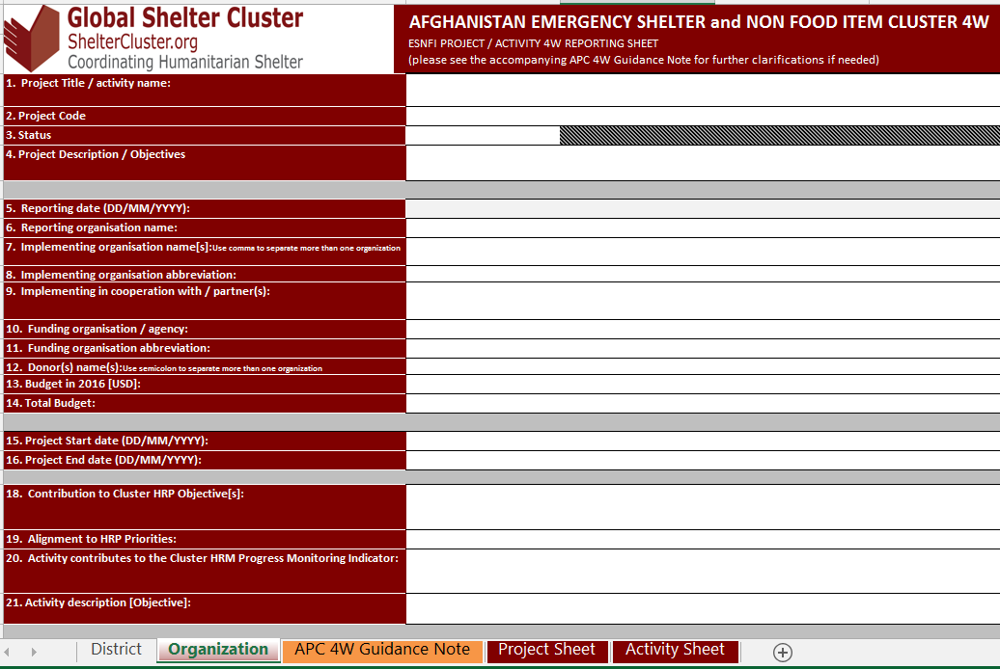 Global Shelter Cluster
ShelterCluster.org
Coordinating Humanitarian Shelter
AFGHANISTAN EMERGENCY SHELTER and NON FOOD ITEM CLUSTER 4W
ESNFI PROJECT / ACTIVITY 4W REPORTING SHEET
(please see the accompanying APC 4W Guidance Note for further clarifications if needed)
1. Project Title / activity name:
2. Project Code
3. Status
4. Project Description / Objectives
5. Reporting date (DD/MM/YYYY):
6. Reporting organisation name:
7. Implementing organisation name[s]:Use comma to separate more than one organization
8. Implementing organisation abbreviation:
9. Implementing in cooperation with / partner(s):
10. Funding organisation / agency:
11. Funding organisation abbreviation:
12. Donor(s) name(s):Use semicolon to separate more than one organization
13. Budget in 2016 [USD]:
14. Total Budget:
15. Project Start date (DD/MM/YYYY):
16. Project End date (DD/MM/YYYY):
18. Contribution to Cluster HRP Objective[s]:
19. Alignment to HRP Priorities:
20. Activity contributes to the Cluster HRM Progress Monitoring Indicator:
21. Activity description [Objective]:
District Organization APC 4W Guidance Note Project Sheet Activity Sheet